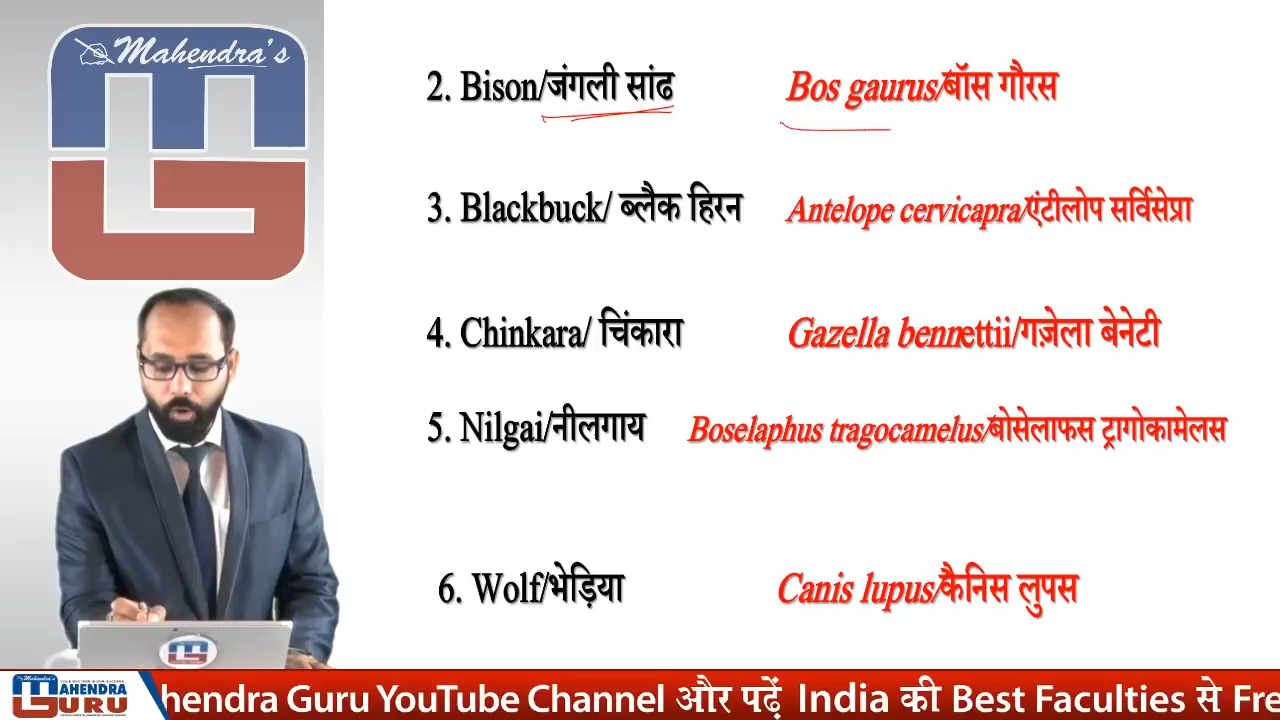 Mahendra's
2. Bison/जंगली सांढ Bos gaurus/बॉस गौरस
3. Blackbuck/ ब्लैक हिरन Antelope cervicapra/एंटीलोप सर्विसेप्रा
4. Chinkara/ चिंकारा Gazella bennettii/गज़ेला बेनेटी
5. Nilgai/नीलगाय Boselaphus tragocamelus/बोसेलाफस ट्रागोकामेलस
6. Wolf/भेड़िया Canis lupus/कैनिस लुपस
MAHENDRA
GURU
hendra Guru YouTube Channel और पढ़ें India की Best Faculties से Fre